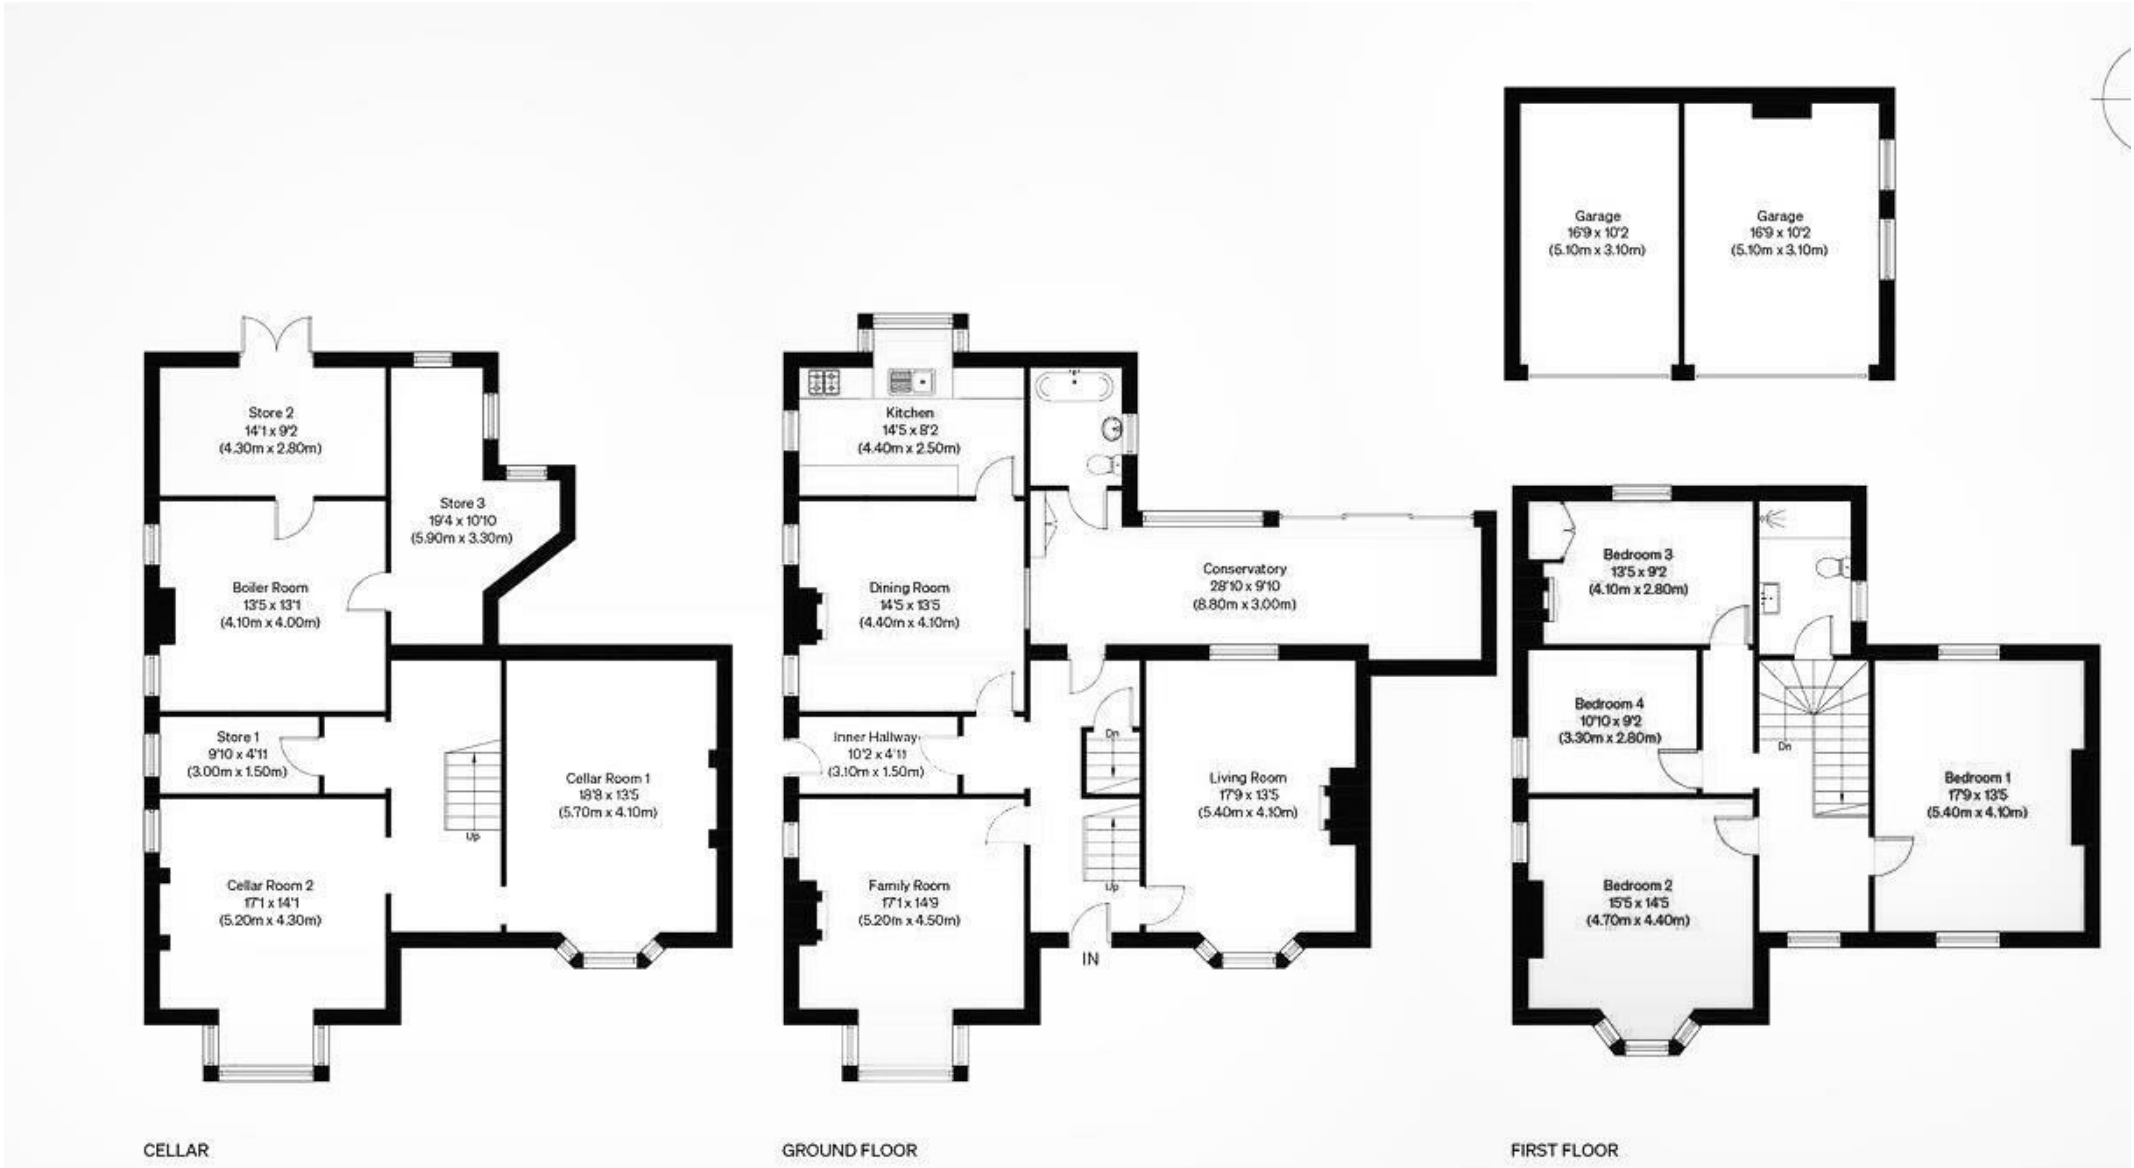 Garage
16'9 x 10'2
(5.10m x 3.10m)
Garage
16'9 x 10'2
(5.10m x 3.10m)
Store 2
14'1 x 9'2
(4.30m x 2.80m)
Store 3
19'4 x 10'10
(5.90m x 3.30m)
Boiler Room
13'5 x 13'1
(4.10m x 4.00m)
Store 1
9'10 x 4'11
(3.00m x 1.50m)
Cellar Room 1
18'8 x 13'5
(5.70m x 4.10m)
Up
Cellar Room 2
17'1 x 14'1
(5.20m x 4.30m)
CELLAR
Kitchen
14'5 x 8'2
(4.40m x 2.50m)
Dining Room
14'5 x 13'5
(4.40m x 4.10m)
Conservatory
28'10 x 9'10
(8.80m x 3.00m)
Inner Hallway
10'2 x 4'11
(3.10m x 1.50m)
Dn
Living Room
17'9 x 13'5
(5.40m x 4.10m)
Up
Family Room
17'1 x 14'9
(5.20m x 4.50m)
IN
GROUND FLOOR
Bedroom 3
13'5 x 9'2
(4.10m x 2.80m)
Bedroom 4
10'10 x 9'2
(3.30m x 2.80m)
Dn
Bedroom 1
17'9 x 13'5
(5.40m x 4.10m)
Bedroom 2
15'5 x 14'5
(4.70m x 4.40m)
FIRST FLOOR